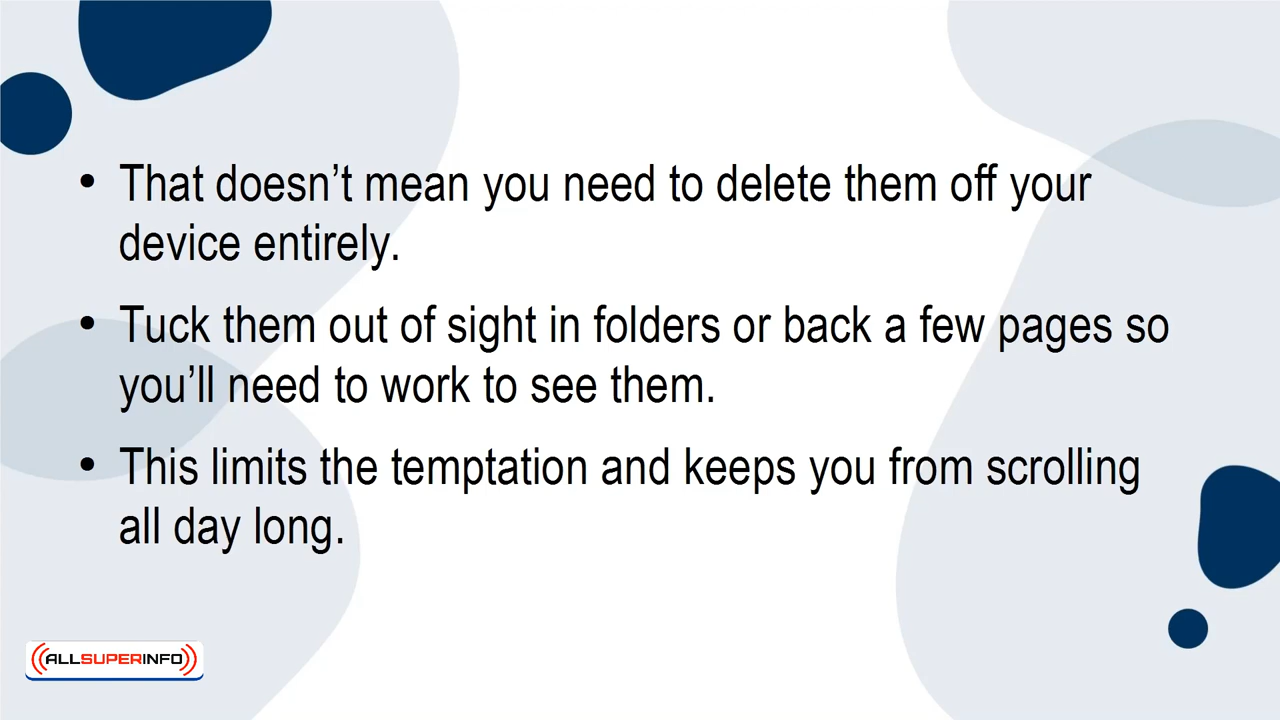 • That doesn’t mean you need to delete them off your
device entirely.
• Tuck them out of sight in folders or back a few pages so
you’ll need to work to see them.
• This limits the temptation and keeps you from scrolling
all day long.
ALLSUPERINFO